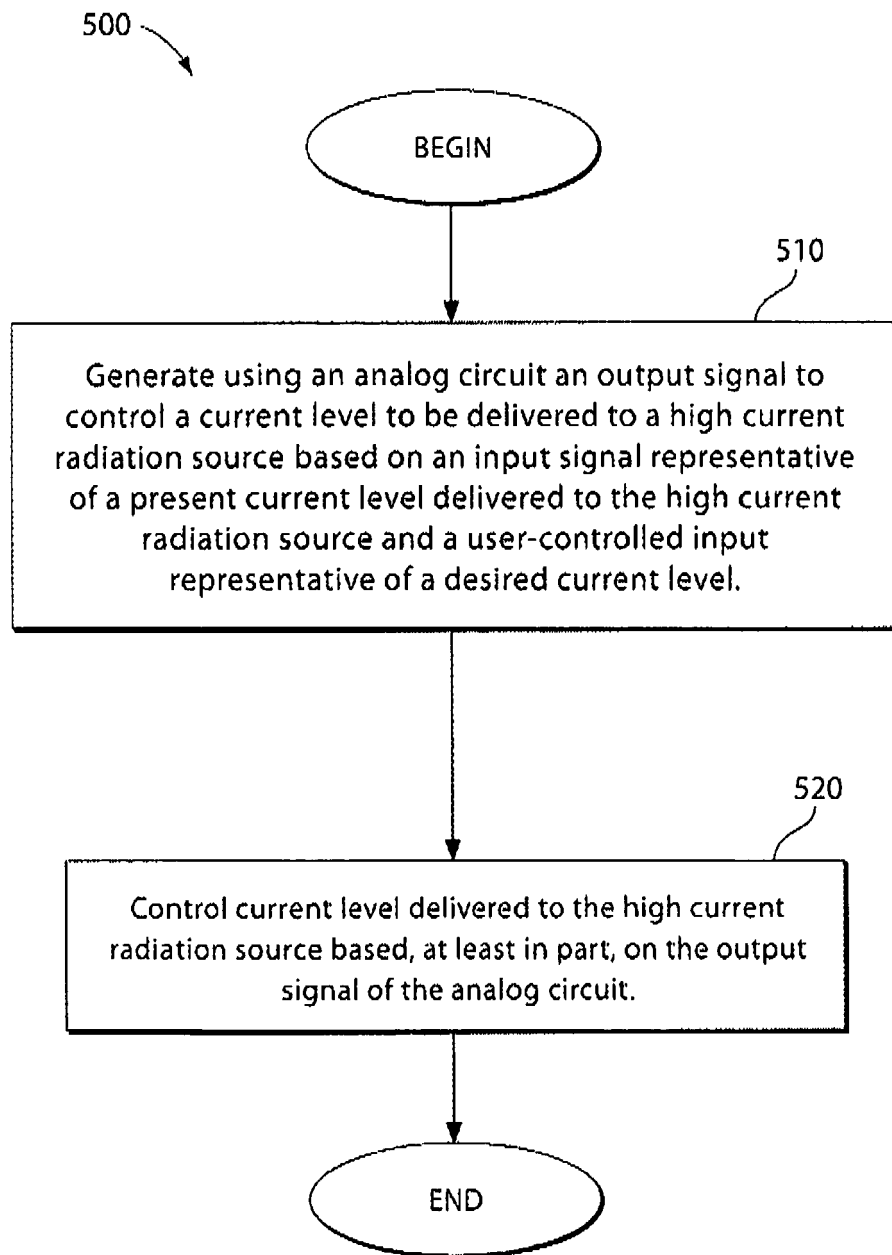 500
BEGIN
510
Generate using an analog circuit an output signal to
control a current level to be delivered to a high current
radiation source based on an input signal representative
of a present current level delivered to the high current
radiation source and a user-controlled input
representative of a desired current level.
520
Control current level delivered to the high current
radiation source based, at least in part, on the output
signal of the analog circuit.
END